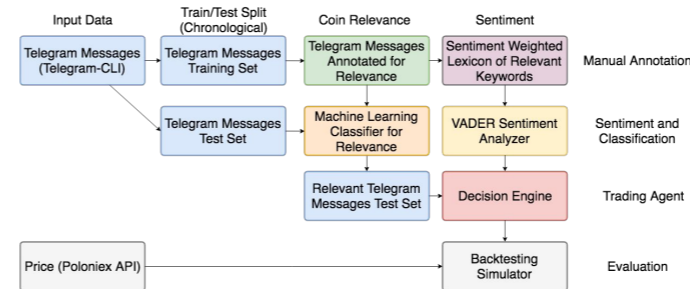 Input Data
Train/Test Split
(Chronological)
Coin Relevance
Sentiment
Telegram Messages
(Telegram-CLI)
Telegram Messages
Training Set
Telegram Messages
Annotated for
Relevance
Sentiment Weighted
Lexicon of Relevant
Keywords
Manual Annotation
Telegram Messages
Test Set
Machine Learning
Classifier for
Relevance
VADER Sentiment
Analyzer
Sentiment and
Classification
Relevant Telegram
Messages Test Set
Decision Engine
Trading Agent
Price (Poloniex API)
Backtesting
Simulator
Evaluation